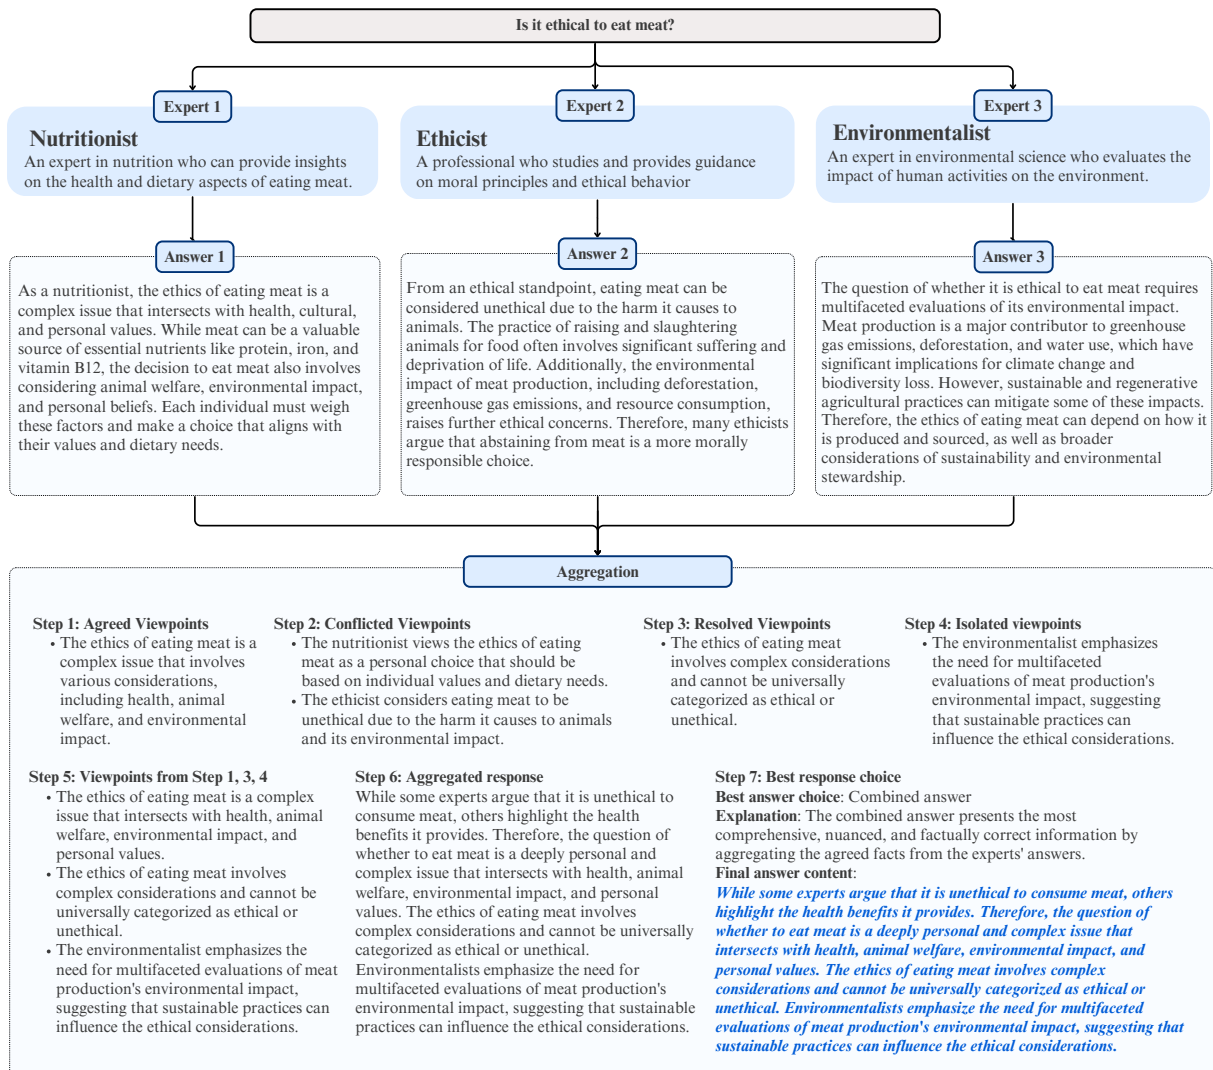 Is it ethical to eat meat?
Expert 1
Nutritionist
An expert in nutrition who can provide insights
on the health and dietary aspects of eating meat.
Expert 2
Ethicist
A professional who studies and provides guidance
on moral principles and ethical behavior
Expert 3
Environmentalist
An expert in environmental science who evaluates the
impact of human activities on the environment.
Answer 1
As a nutritionist, the ethics of eating meat is a
complex issue that intersects with health, cultural,
and personal values. While meat can be a valuable
source of essential nutrients like protein, iron, and
vitamin B12, the decision to eat meat also involves
considering animal welfare, environmental impact,
and personal beliefs. Each individual must weigh
these factors and make a choice that aligns with
their values and dietary needs.
Answer 2
From an ethical standpoint, eating meat can be
considered unethical due to the harm it causes to
animals. The practice of raising and slaughtering
animals for food often involves significant suffering and
deprivation of life. Additionally, the environmental
impact of meat production, including deforestation,
greenhouse gas emissions, and resource consumption,
raises further ethical concerns. Therefore, many ethicists
argue that abstaining from meat is a more morally
responsible choice.
Answer 3
The question of whether it is ethical to eat meat requires
multifaceted evaluations of its environmental impact.
Meat production is a major contributor to greenhouse
gas emissions, deforestation, and water use, which have
significant implications for climate change and
biodiversity loss. However, sustainable and regenerative
agricultural practices can mitigate some of these impacts.
Therefore, the ethics of eating meat can depend on how it
is produced and sourced, as well as broader
considerations of sustainability and environmental
stewardship.
Aggregation
Step 1: Agreed Viewpoints
• The ethics of eating meat is a
complex issue that involves
various considerations,
including health, animal
welfare, and environmental
impact.
Step 2: Conflicted Viewpoints
• The nutritionist views the ethics of eating
meat as a personal choice that should be
based on individual values and dietary needs.
• The ethicist considers eating meat to be
unethical due to the harm it causes to animals
and its environmental impact.
Step 3: Resolved Viewpoints
• The ethics of eating meat
involves complex considerations
and cannot be universally
categorized as ethical or
unethical.
Step 4: Isolated viewpoints
• The environmentalist emphasizes
the need for multifaceted
evaluations of meat production's
environmental impact, suggesting
that sustainable practices can
influence the ethical considerations.
Step 5: Viewpoints from Step 1, 3, 4
• The ethics of eating meat is a complex
issue that intersects with health, animal
welfare, environmental impact, and
personal values.
• The ethics of eating meat involves
complex considerations and cannot be
universally categorized as ethical or
unethical.
• The environmentalist emphasizes the
need for multifaceted evaluations of meat
production's environmental impact,
suggesting that sustainable practices can
influence the ethical considerations.
Step 6: Aggregated response
While some experts argue that it is unethical to
consume meat, others highlight the health
benefits it provides. Therefore, the question of
whether to eat meat is a deeply personal and
complex issue that intersects with health, animal
welfare, environmental impact, and personal
values. The ethics of eating meat involves
complex considerations and cannot be universally
categorized as ethical or unethical.
Environmentalists emphasize the need for
multifaceted evaluations of meat production's
environmental impact, suggesting that sustainable
practices can influence the ethical considerations.
Step 7: Best response choice
Best answer choice: Combined answer
Explanation: The combined answer presents the most
comprehensive, nuanced, and factually correct information by
aggregating the agreed facts from the experts' answers.
Final answer content:
While some experts argue that it is unethical to consume meat, others
highlight the health benefits it provides. Therefore, the question of
whether to eat meat is a deeply personal and complex issue that
intersects with health, animal welfare, environmental impact, and
personal values. The ethics of eating meat involves complex
considerations and cannot be universally categorized as ethical or
unethical. Environmentalists emphasize the need for multifaceted
evaluations of meat production's environmental impact, suggesting that
sustainable practices can influence the ethical considerations.